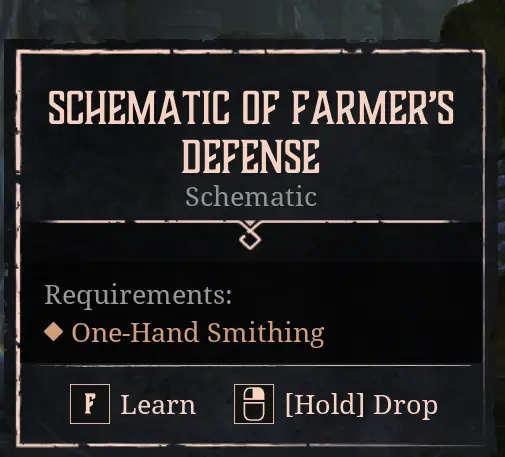 SCHEMATIC OF FARMER'S
DEFENSE
Schematic
Requirements:
One-Hand Smithing
F Learn [Hold] Drop